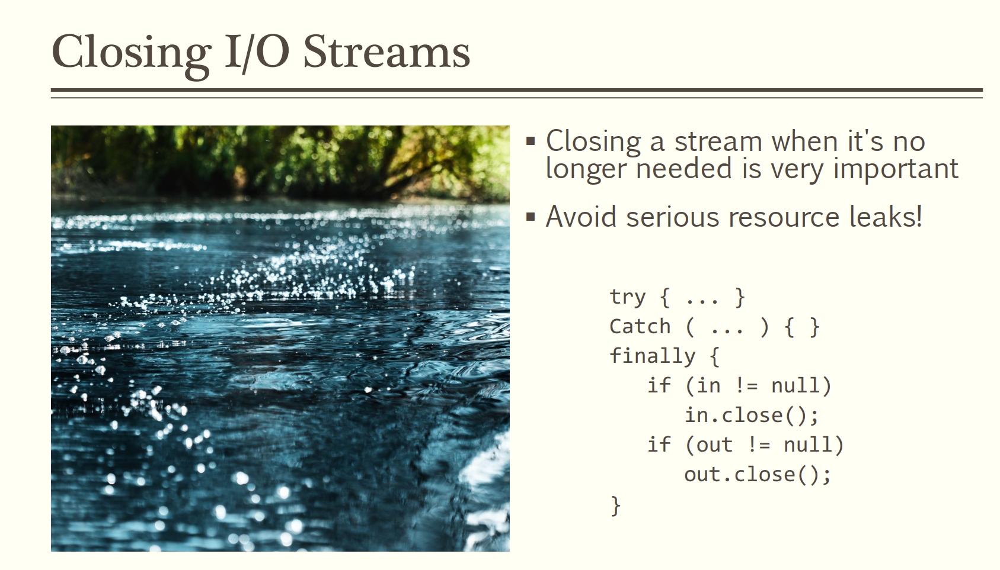 Closing I/O Streams
▪ Closing a stream when it's no
longer needed is very important
▪ Avoid serious resource leaks!
try { ... }
Catch ( ... ) { }
finally {
   if (in != null)
      in.close();
   if (out != null)
      out.close();
}